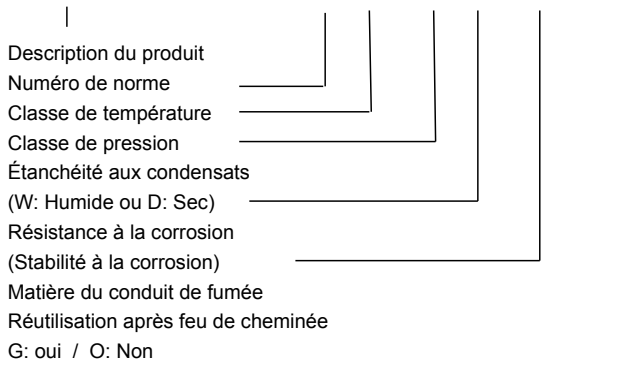 Description du produit
Numéro de norme
Classe de température
Classe de pression
Étanchéité aux condensats
(W: Humide ou D: Sec)
Résistance à la corrosion
(Stabilité à la corrosion)
Matière du conduit de fumée
Réutilisation après feu de cheminée
G: oui / O: Non